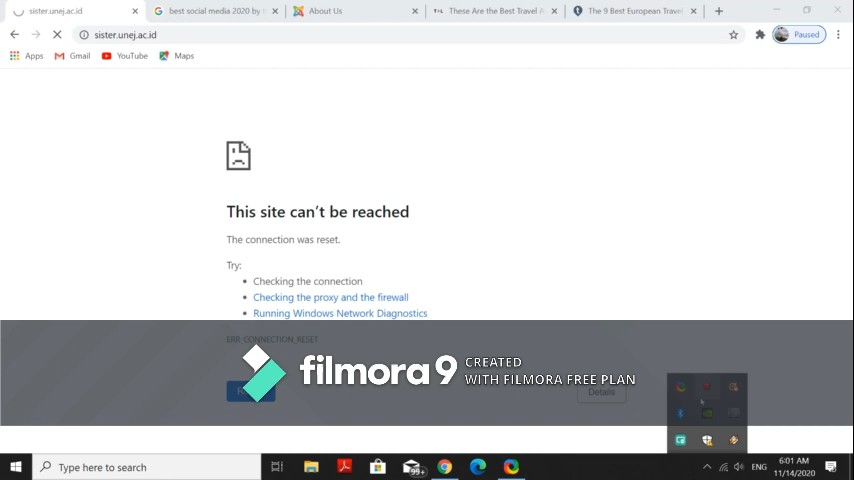 sister.unej.ac.id
best social media 2020 by t
About Us
These Are the Best Travel A
The 9 Best European Travel
sister.unej.ac.id
Paused
Apps
Gmail
YouTube
Maps
This site can't be reached
The connection was reset.
Try:
Checking the connection
Checking the proxy and the firewall
Running Windows Network Diagnostics
ERR_CONNECTION_RESET
filmora9
CREATED
WITH FILMORA FREE PLAN
Details
Type here to search
99+
ENG
6:01 AM
11/14/2020